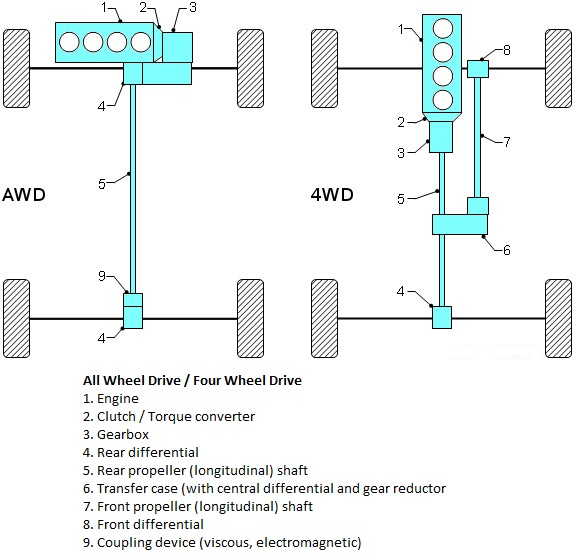 1
2
3
4
5
AWD
9
4
1
8
2
3
7
4WD
5
6
4
All Wheel Drive / Four Wheel Drive
1. Engine
2. Clutch / Torque converter
3. Gearbox
4. Rear differential
5. Rear propeller (longitudinal) shaft
6. Transfer case (with central differential and gear reductor
7. Front propeller (longitudinal) shaft
8. Front differential
9. Coupling device (viscous, electromagnetic)